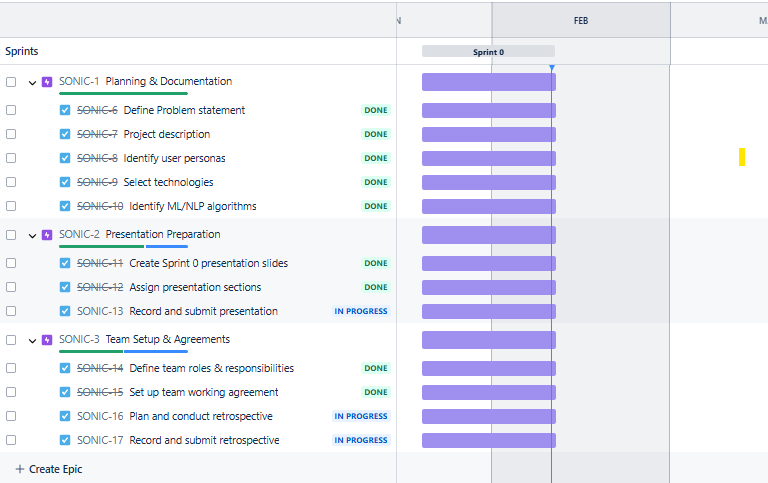 FEB
Sprints
Sprint 0
SONIC-1 Planning & Documentation
SONIC-6 Define Problem statement DONE
SONIC-7 Project description DONE
SONIC-8 Identify user personas DONE
SONIC-9 Select technologies DONE
SONIC-10 Identify ML/NLP algorithms DONE
SONIC-2 Presentation Preparation
SONIC-11 Create Sprint 0 presentation slides DONE
SONIC-12 Assign presentation sections DONE
SONIC-13 Record and submit presentation IN PROGRESS
SONIC-3 Team Setup & Agreements
SONIC-14 Define team roles & responsibilities DONE
SONIC-15 Set up team working agreement DONE
SONIC-16 Plan and conduct retrospective IN PROGRESS
SONIC-17 Record and submit retrospective IN PROGRESS
+ Create Epic